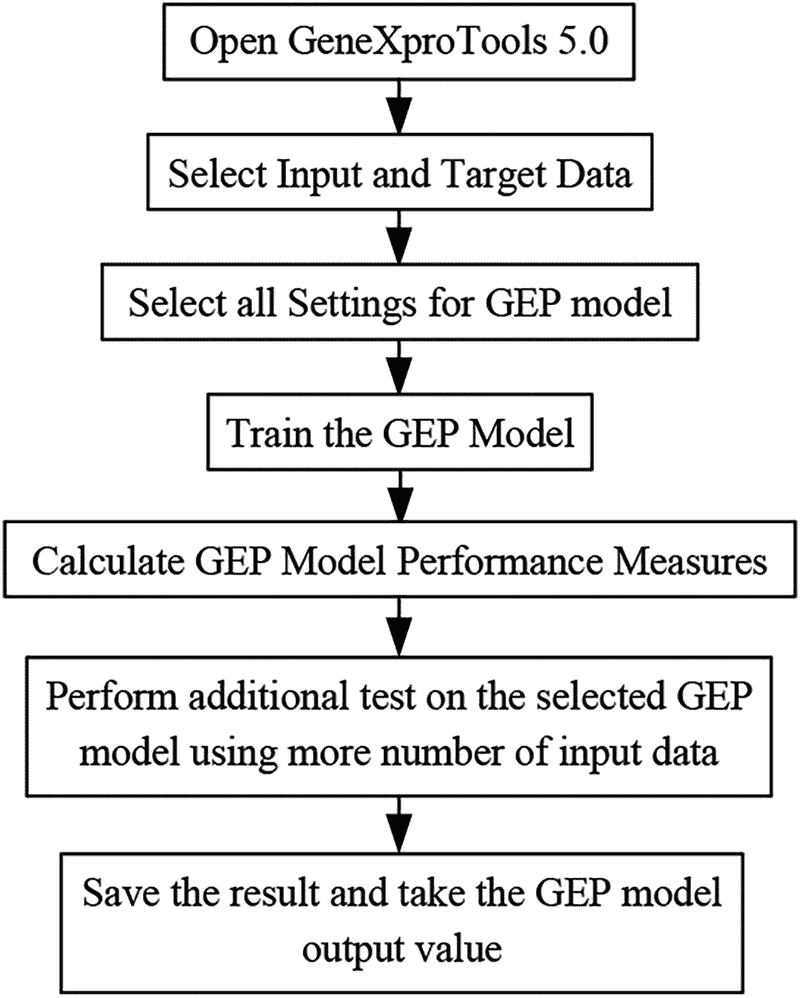 Open GeneXproTools 5.0
Select Input and Target Data
Select all Settings for GEP model
Train the GEP Model
Calculate GEP Model Performance Measures
Perform additional test on the selected GEP
model using more number of input data
Save the result and take the GEP model
output value